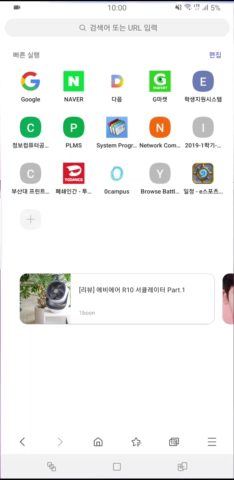 10:00
5%
검색어 또는 URL 입력
빠른 실행
편집
Google
NAVER
다음
G마켓
학생지원시스템
정보컴퓨터공...
PLMS
System Progr...
Network Com...
2019-1학기-...
부산대 프린트...
폐쇄인간 - 투...
0campus
Browse Battl...
일정 - e스포츠...
[리뷰] 에비에어 R10 서큘레이터 Part.1
1boon